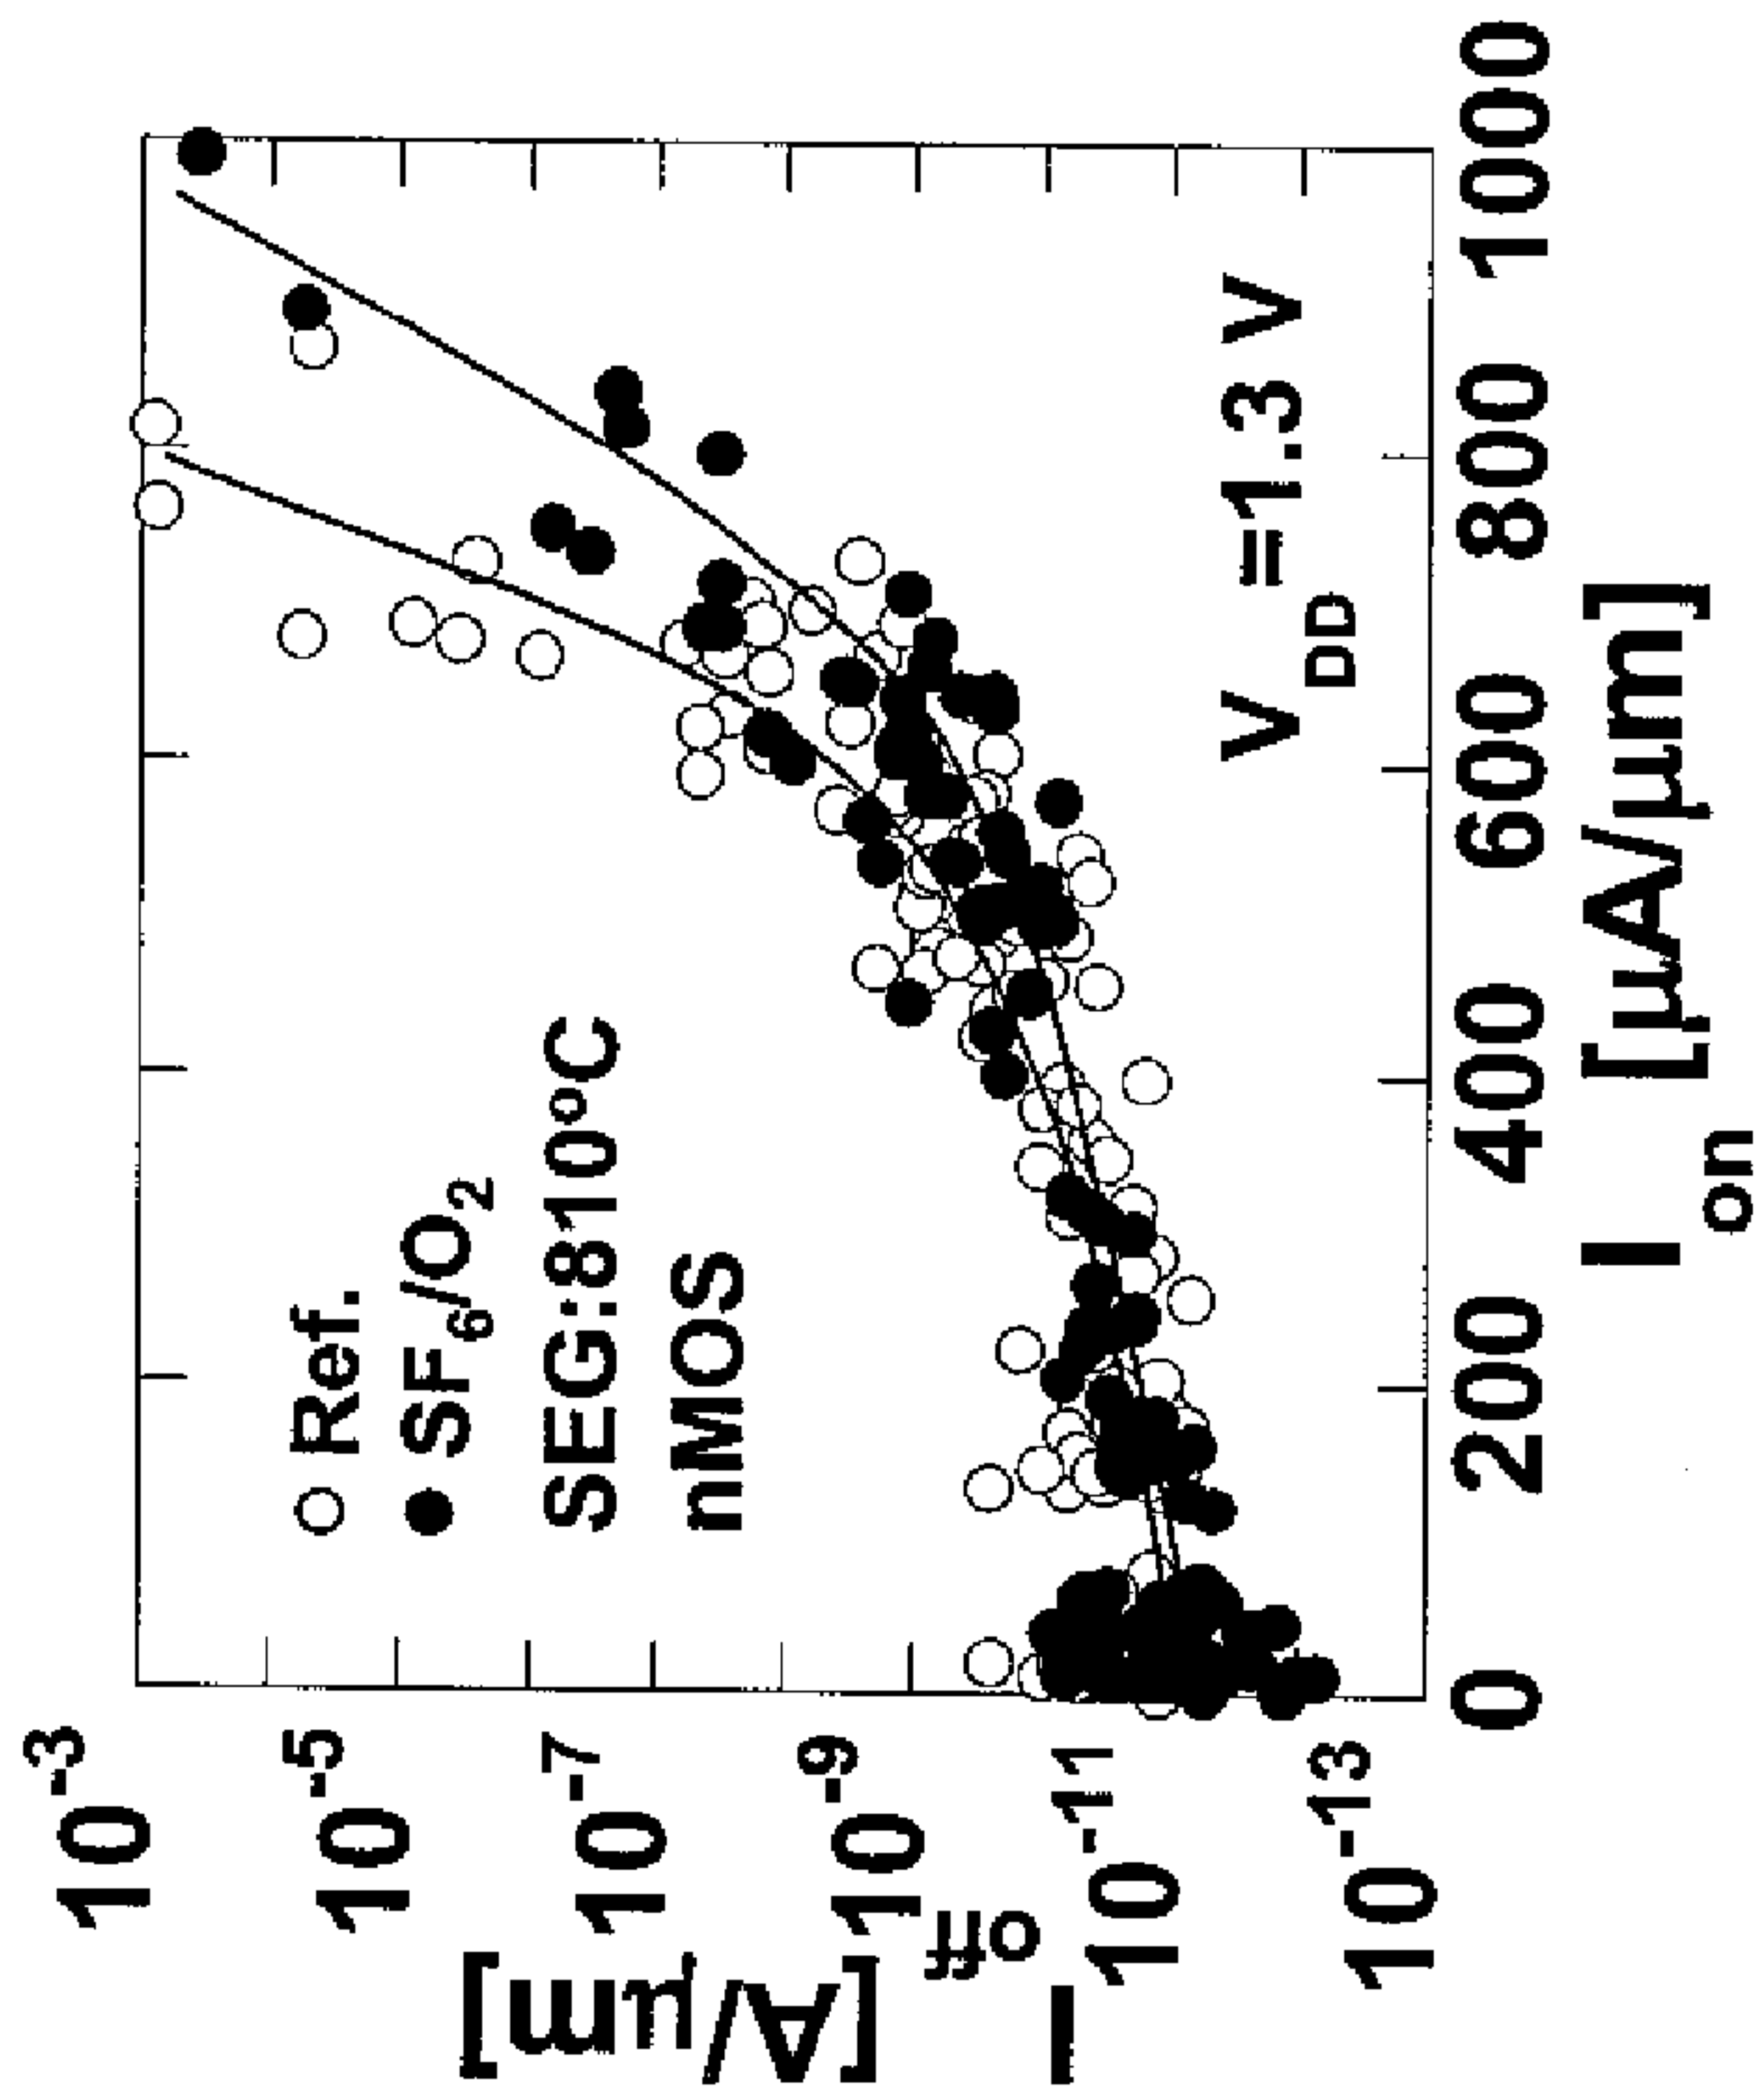 10-3
10-5
10-7
10-9
10-11
10-13
Ioff [A/μm]
Ref.
SF6/O2
SEG:810ºC
nMOS
VDD=1.3 V
0 200 400 600 800 1000
Ion [μA/μm]